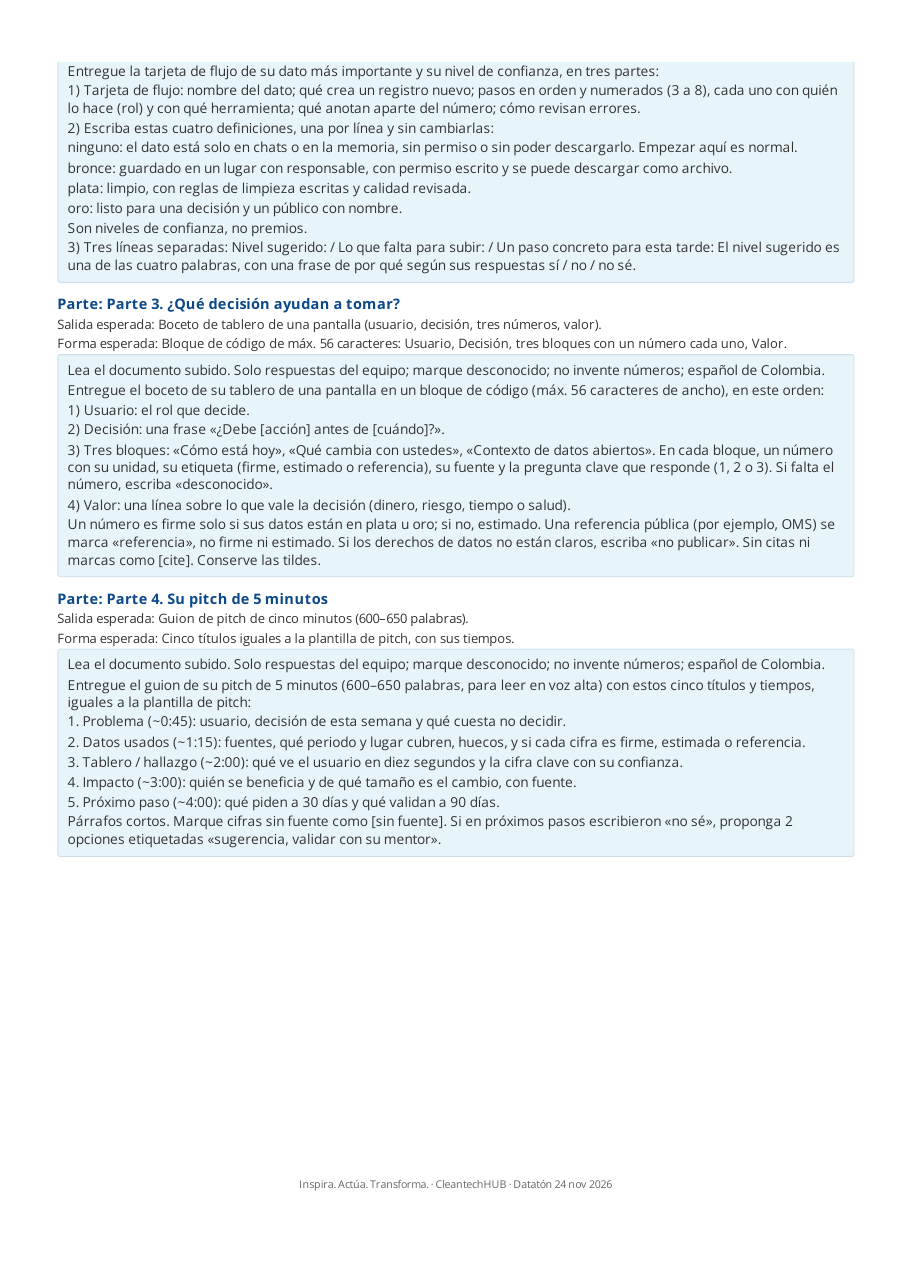 Entregue la tarjeta de flujo de su dato más importante y su nivel de confianza, en tres partes:
1) Tarjeta de flujo: nombre del dato; qué crea un registro nuevo; pasos en orden y numerados (3 a 8), cada uno con quién
lo hace (rol) y con qué herramienta; qué anotan aparte del número; cómo revisan errores.
2) Escriba estas cuatro definiciones, una por línea y sin cambiarlas:
ninguno: el dato está solo en chats o en la memoria, sin permiso o sin poder descargarlo. Empezar aquí es normal.
bronce: guardado en un lugar con responsable, con permiso escrito y se puede descargar como archivo.
plata: limpio, con reglas de limpieza escritas y calidad revisada.
oro: listo para una decisión y un público con nombre.
Son niveles de confianza, no premios.
3) Tres líneas separadas: Nivel sugerido: / Lo que falta para subir: / Un paso concreto para esta tarde: El nivel sugerido es
una de las cuatro palabras, con una frase de por qué según sus respuestas sí / no / no sé.
Parte: Parte 3. ¿Qué decisión ayudan a tomar?
Salida esperada: Boceto de tablero de una pantalla (usuario, decisión, tres números, valor).
Forma esperada: Bloque de código de máx. 56 caracteres: Usuario, Decisión, tres bloques con un número cada uno, Valor.
Lea el documento subido. Solo respuestas del equipo; marque desconocido; no invente números; español de Colombia.
Entregue el boceto de su tablero de una pantalla en un bloque de código (máx. 56 caracteres de ancho), en este orden:
1) Usuario: el rol que decide.
2) Decisión: una frase «¿Debe [acción] antes de [cuándo]?».
3) Tres bloques: «Cómo está hoy», «Qué cambia con ustedes», «Contexto de datos abiertos». En cada bloque, un número
con su unidad, su etiqueta (firme, estimado o referencia), su fuente y la pregunta clave que responde (1, 2 o 3). Si falta el
número, escriba «desconocido».
4) Valor: una línea sobre lo que vale la decisión (dinero, riesgo, tiempo o salud).
Un número es firme solo si sus datos están en plata u oro; si no, estimado. Una referencia pública (por ejemplo, OMS) se
marca «referencia», no firme ni estimado. Si los derechos de datos no están claros, escriba «no publicar». Sin citas ni
marcas como [cite]. Conserve las tildes.
Parte: Parte 4. Su pitch de 5 minutos
Salida esperada: Guion de pitch de cinco minutos (600–650 palabras).
Forma esperada: Cinco títulos iguales a la plantilla de pitch, con sus tiempos.
Lea el documento subido. Solo respuestas del equipo; marque desconocido; no invente números; español de Colombia.
Entregue el guion de su pitch de 5 minutos (600–650 palabras, para leer en voz alta) con estos cinco títulos y tiempos,
iguales a la plantilla de pitch:
1. Problema (~0:45): usuario, decisión de esta semana y qué cuesta no decidir.
2. Datos usados (~1:15): fuentes, qué periodo y lugar cubren, huecos, y si cada cifra es firme, estimada o referencia.
3. Tablero / hallazgo (~2:00): qué ve el usuario en diez segundos y la cifra clave con su confianza.
4. Impacto (~3:00): quién se beneficia y de qué tamaño es el cambio, con fuente.
5. Próximo paso (~4:00): qué piden a 30 días y qué validan a 90 días.
Párrafos cortos. Marque cifras sin fuente como [sin fuente]. Si en próximos pasos escribieron «no sé», proponga 2
opciones etiquetadas «sugerencia, validar con su mentor».
Inspira. Actúa. Transforma. · CleantechHUB · Datatón 24 nov 2026